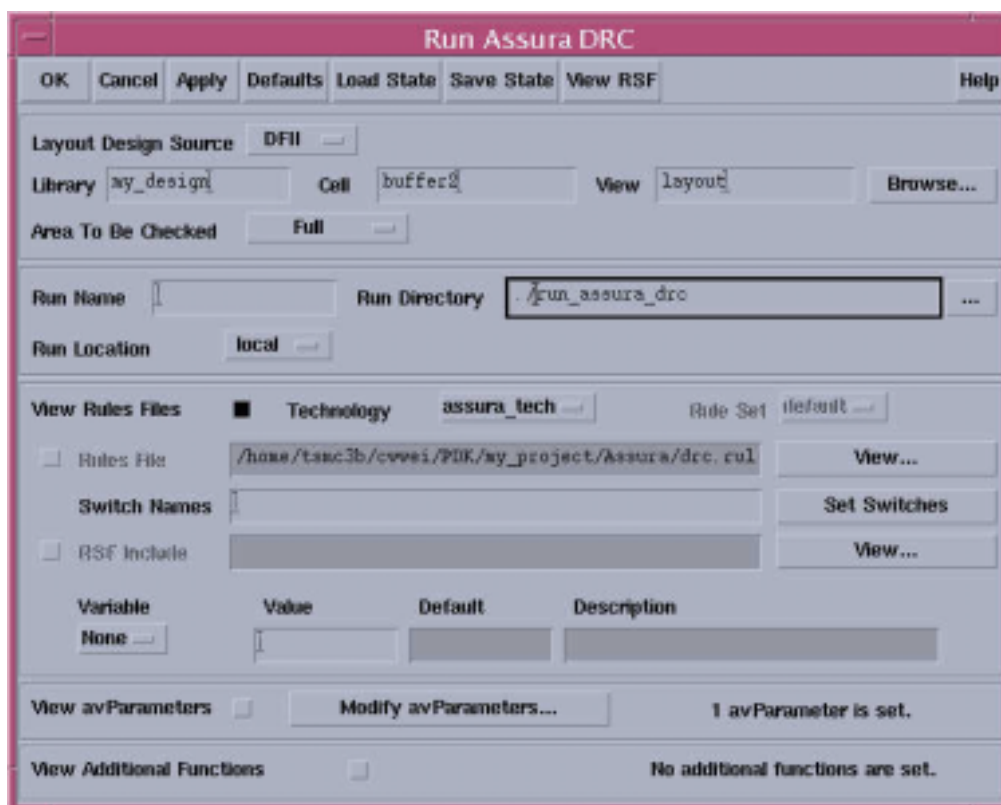 Run Assura DRC
OK Cancel Apply Defaults Load State Save State View RSF Help
Layout Design Source DFII
Library my_design Cell buffer2 View layout Browse...
Area To Be Checked Full
Run Name Run Directory ./run_assura_drc ...
Run Location local
View Rules Files Technology assura_tech Rule Set default
Rules File /home/tsmc3b/cwwei/PDK/my_project/Assura/drc.rul View...
Switch Names Set Switches
RSF Include View...
Variable Value Default Description
None
View avParameters Modify avParameters... 1 avParameter is set.
View Additional Functions No additional functions are set.